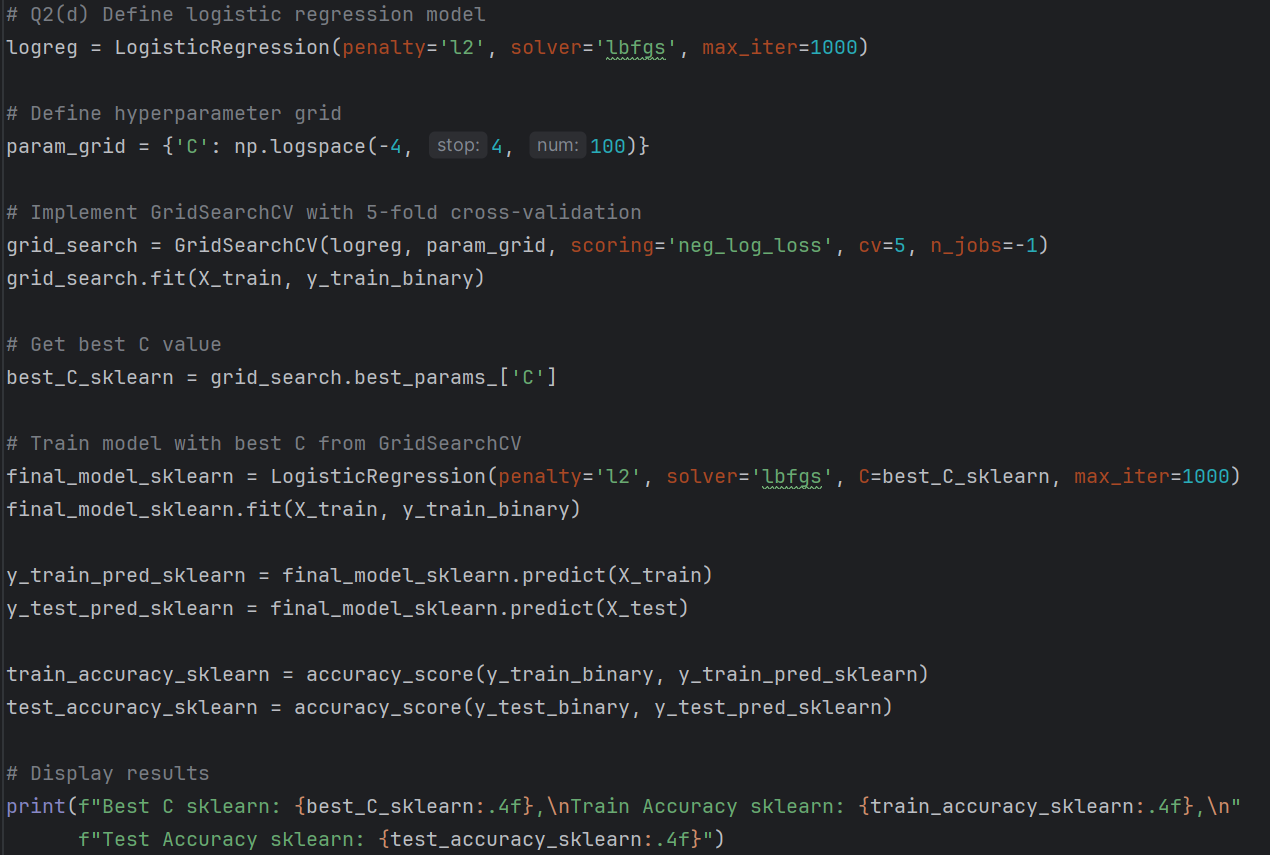 # Q2(d) Define logistic regression model
logreg = LogisticRegression(penalty='l2', solver='lbfgs', max_iter=1000)
# Define hyperparameter grid
param_grid = {'C': np.logspace(-4, stop: 4, num: 100)}
# Implement GridSearchCV with 5-fold cross-validation
grid_search = GridSearchCV(logreg, param_grid, scoring='neg_log_loss', cv=5, n_jobs=-1)
grid_search.fit(X_train, y_train_binary)
# Get best C value
best_C_sklearn = grid_search.best_params_['C']
# Train model with best C from GridSearchCV
final_model_sklearn = LogisticRegression(penalty='l2', solver='lbfgs', C=best_C_sklearn, max_iter=1000)
final_model_sklearn.fit(X_train, y_train_binary)
y_train_pred_sklearn = final_model_sklearn.predict(X_train)
y_test_pred_sklearn = final_model_sklearn.predict(X_test)
train_accuracy_sklearn = accuracy_score(y_train_binary, y_train_pred_sklearn)
test_accuracy_sklearn = accuracy_score(y_test_binary, y_test_pred_sklearn)
# Display results
print(f"Best C sklearn: {best_C_sklearn:.4f},\nTrain Accuracy sklearn: {train_accuracy_sklearn:.4f},\n"
f"Test Accuracy sklearn: {test_accuracy_sklearn:.4f}")